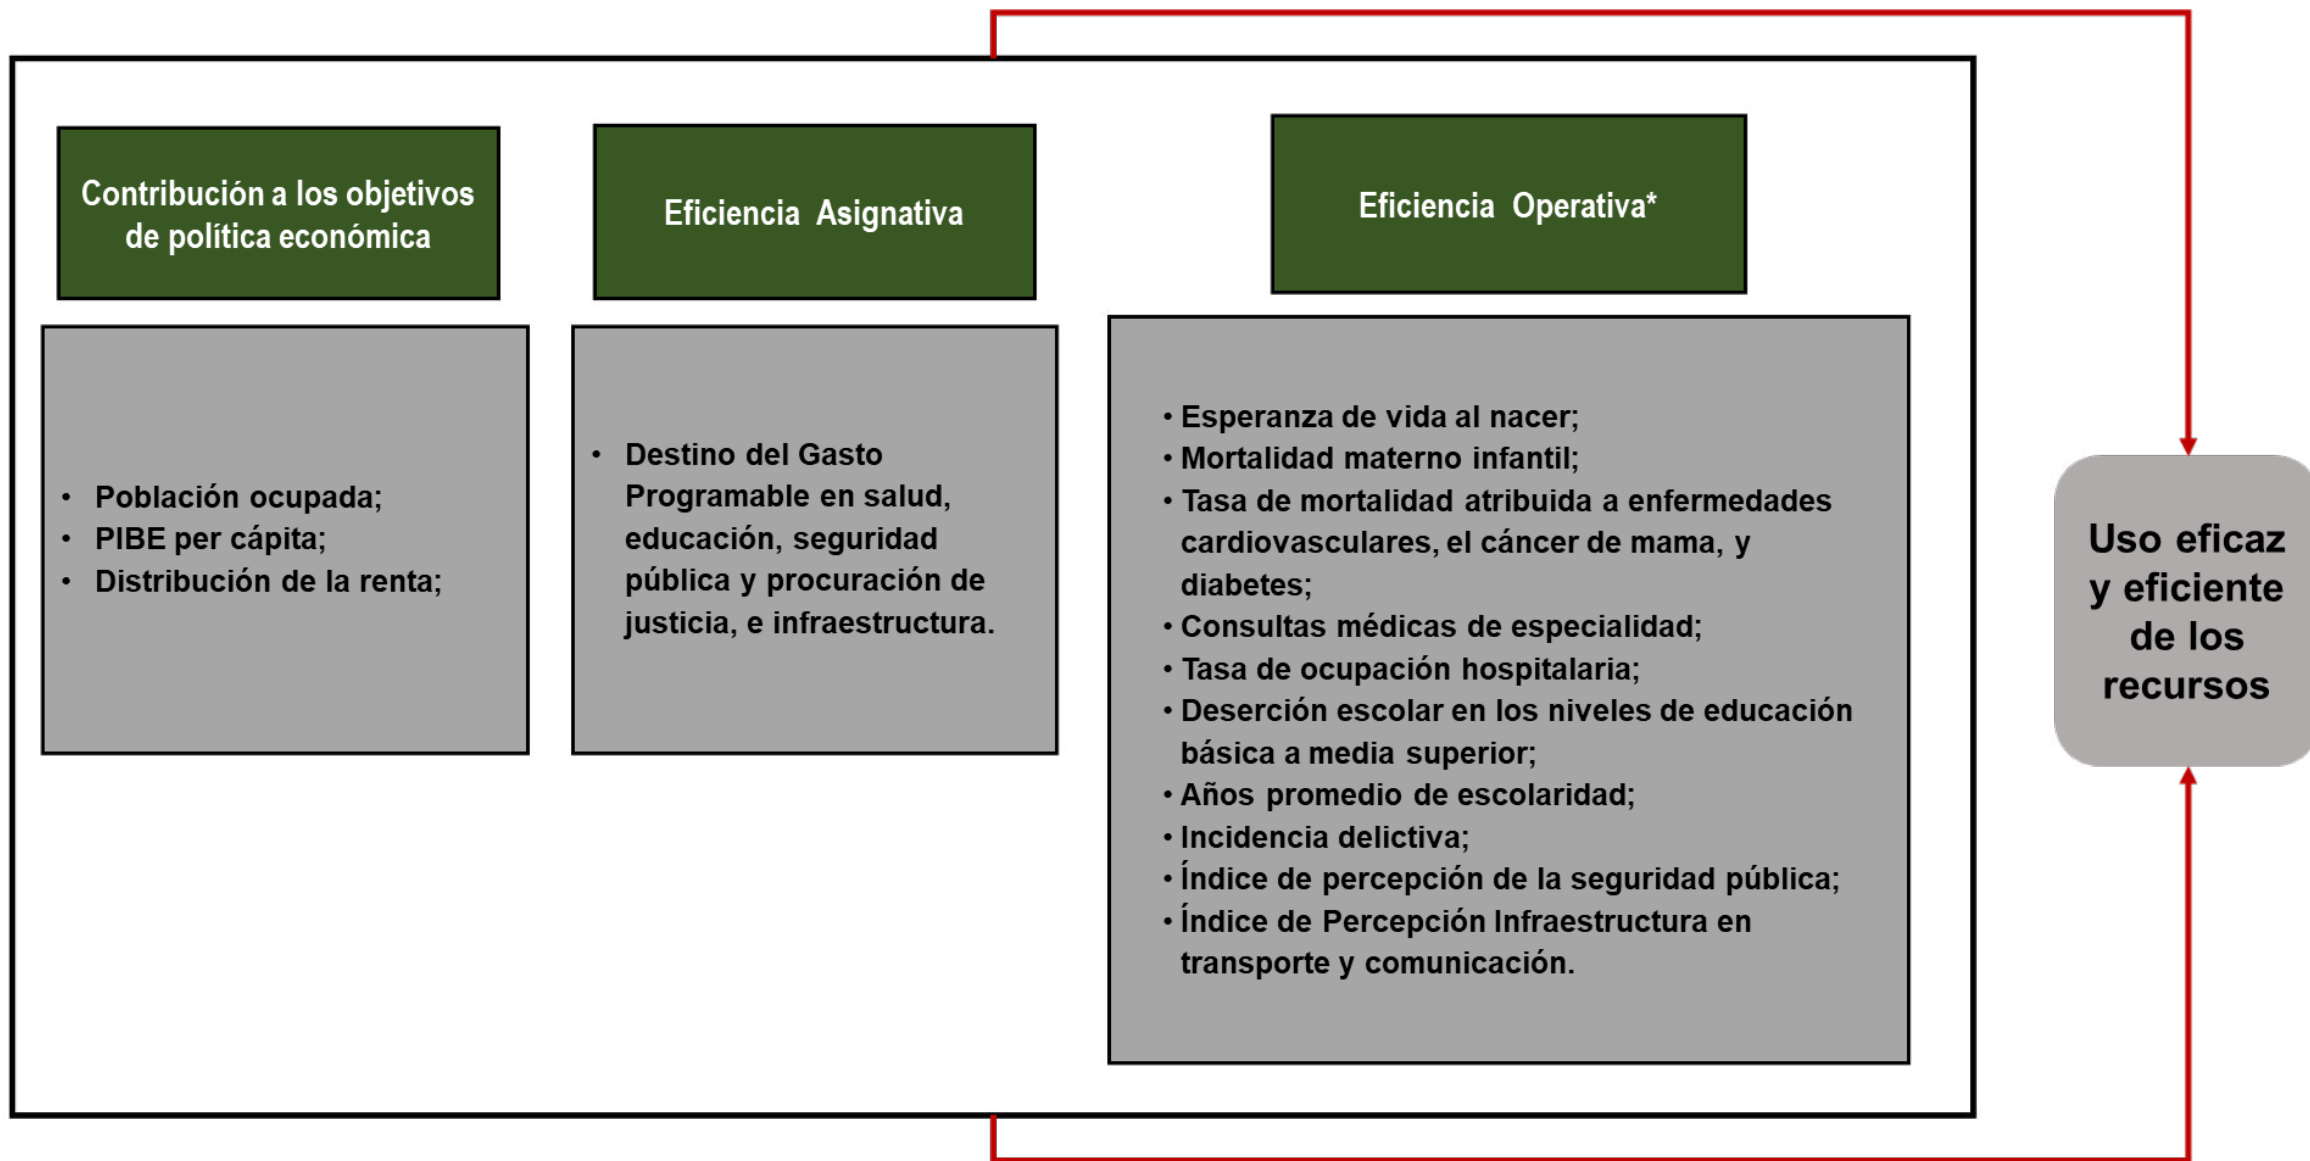 Contribución a los objetivos
de política económica
Eficiencia Asignativa
Eficiencia Operativa*
• Población ocupada;
• PIBE per cápita;
• Distribución de la renta;
• Destino del Gasto
Programable en salud,
educación, seguridad
pública y procuración de
justicia, e infraestructura.
• Esperanza de vida al nacer;
• Mortalidad materno infantil;
• Tasa de mortalidad atribuida a enfermedades
cardiovasculares, el cáncer de mama, y
diabetes;
• Consultas médicas de especialidad;
• Tasa de ocupación hospitalaria;
• Deserción escolar en los niveles de educación
básica a media superior;
• Años promedio de escolaridad;
• Incidencia delictiva;
• Índice de percepción de la seguridad pública;
• Índice de Percepción Infraestructura en
transporte y comunicación.
Uso eficaz
y eficiente
de los
recursos